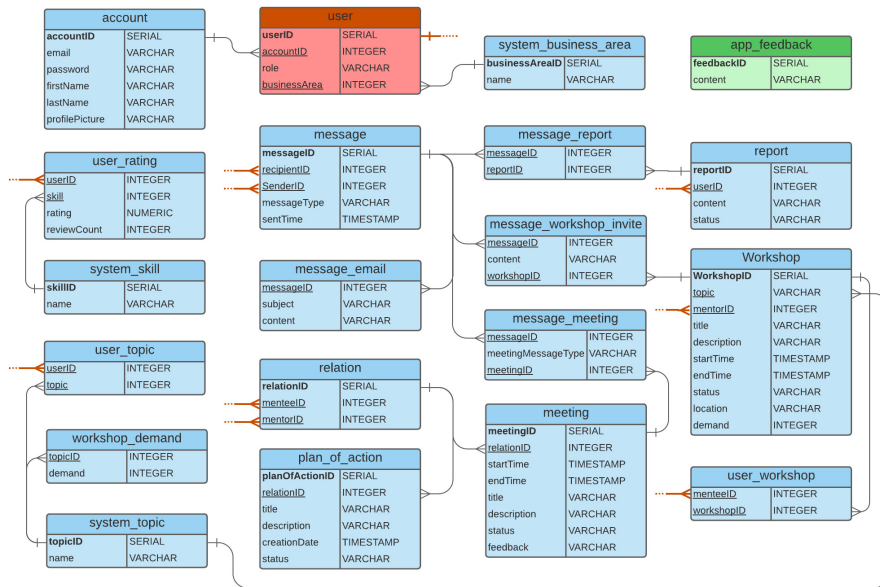 account
accountID SERIAL
email VARCHAR
password VARCHAR
firstName VARCHAR
lastName VARCHAR
profilePicture VARCHAR
user
userID SERIAL
accountID INTEGER
role VARCHAR
businessArea INTEGER
system_business_area
businessAreaID SERIAL
name VARCHAR
app_feedback
feedbackID SERIAL
content VARCHAR
user_rating
userID INTEGER
skill INTEGER
rating NUMERIC
reviewCount INTEGER
message
messageID SERIAL
recipientID INTEGER
SenderID INTEGER
messageType VARCHAR
sentTime TIMESTAMP
message_report
messageID INTEGER
reportID INTEGER
report
reportID SERIAL
userID INTEGER
content VARCHAR
status VARCHAR
system_skill
skillID SERIAL
name VARCHAR
message_email
messageID INTEGER
subject VARCHAR
content VARCHAR
message_workshop_invite
messageID INTEGER
content VARCHAR
workshopID INTEGER
Workshop
WorkshopID SERIAL
topic VARCHAR
mentorID INTEGER
title VARCHAR
description VARCHAR
startTime TIMESTAMP
endTime TIMESTAMP
status VARCHAR
location VARCHAR
demand INTEGER
message_meeting
messageID INTEGER
meetingMessageType VARCHAR
meetingID INTEGER
user_topic
userID INTEGER
topic INTEGER
relation
relationID SERIAL
menteeID INTEGER
mentorID INTEGER
meeting
meetingID SERIAL
relationID INTEGER
startTime TIMESTAMP
endTime TIMESTAMP
title VARCHAR
description VARCHAR
status VARCHAR
feedback VARCHAR
workshop_demand
topicID INTEGER
demand INTEGER
plan_of_action
planOfActionID SERIAL
relationID INTEGER
title VARCHAR
description VARCHAR
creationDate TIMESTAMP
status VARCHAR
user_workshop
menteeID INTEGER
workshopID INTEGER
system_topic
topicID SERIAL
name VARCHAR